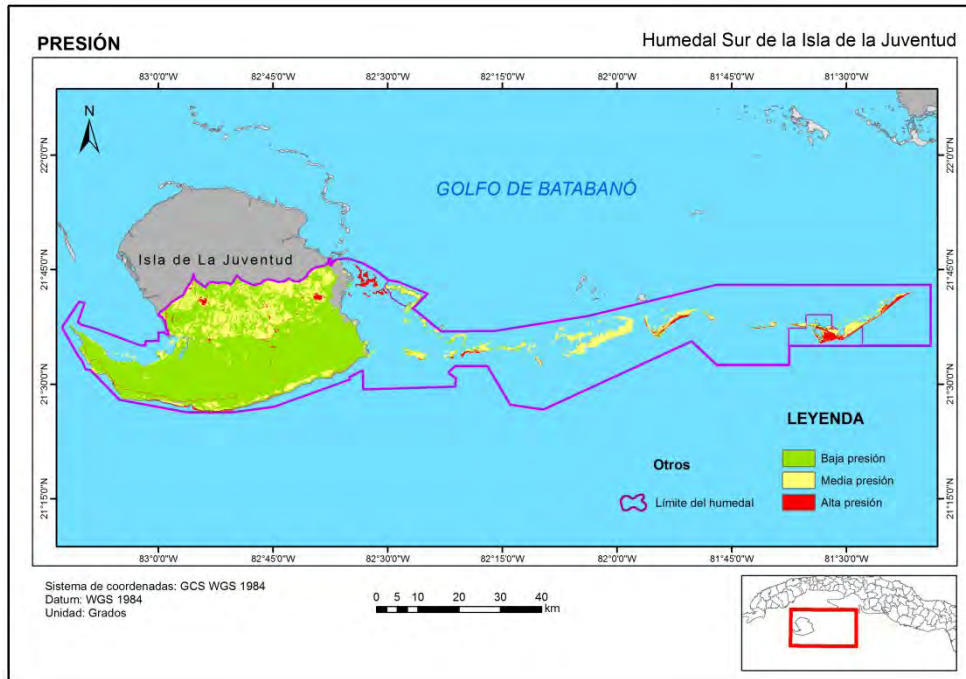 PRESIÓN
Humedal Sur de la Isla de la Juventud
83°0'0"W 82°45'0"W 82°30'0"W 82°15'0"W 82°0'0"W 81°45'0"W 81°30'0"W
N
22°0'0"N 22°0'0"N
GOLFO DE BATABANÓ
Isla de La Juventud
21°45'0"N 21°45'0"N
21°30'0"N 21°30'0"N
LEYENDA
Otros
Baja presión
Media presión
Límite del humedal
Alta presión
21°15'0"N 21°15'0"N
83°0'0"W 82°45'0"W 82°30'0"W 82°15'0"W 82°0'0"W 81°45'0"W 81°30'0"W
Sistema de coordenadas: GCS WGS 1984
Datum: WGS 1984
Unidad: Grados
0 5 10 20 30 40
km